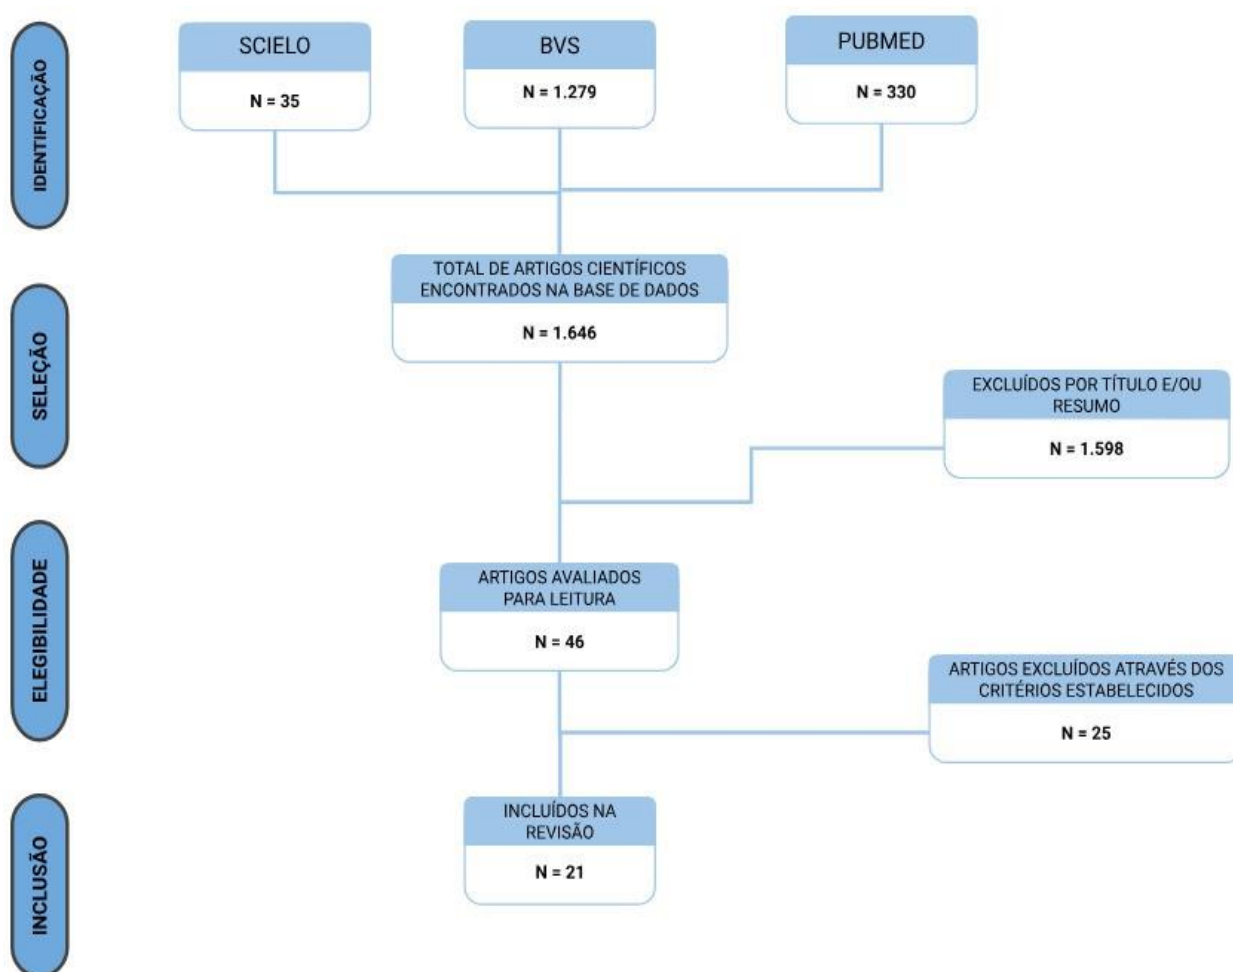 IDENTIFICAÇÃO
SCIELO
N = 35
BVS
N = 1.279
PUBMED
N = 330
SELEÇÃO
TOTAL DE ARTIGOS CIENTÍFICOS
ENCONTRADOS NA BASE DE DADOS
N = 1.646
EXCLUÍDOS POR TÍTULO E/OU
RESUMO
N = 1.598
ELEGIBILIDADE
ARTIGOS AVALIADOS
PARA LEITURA
N = 46
ARTIGOS EXCLUÍDOS ATRAVÉS DOS
CRITÉRIOS ESTABELECIDOS
N = 25
INCLUSÃO
INCLUÍDOS NA
REVISÃO
N = 21